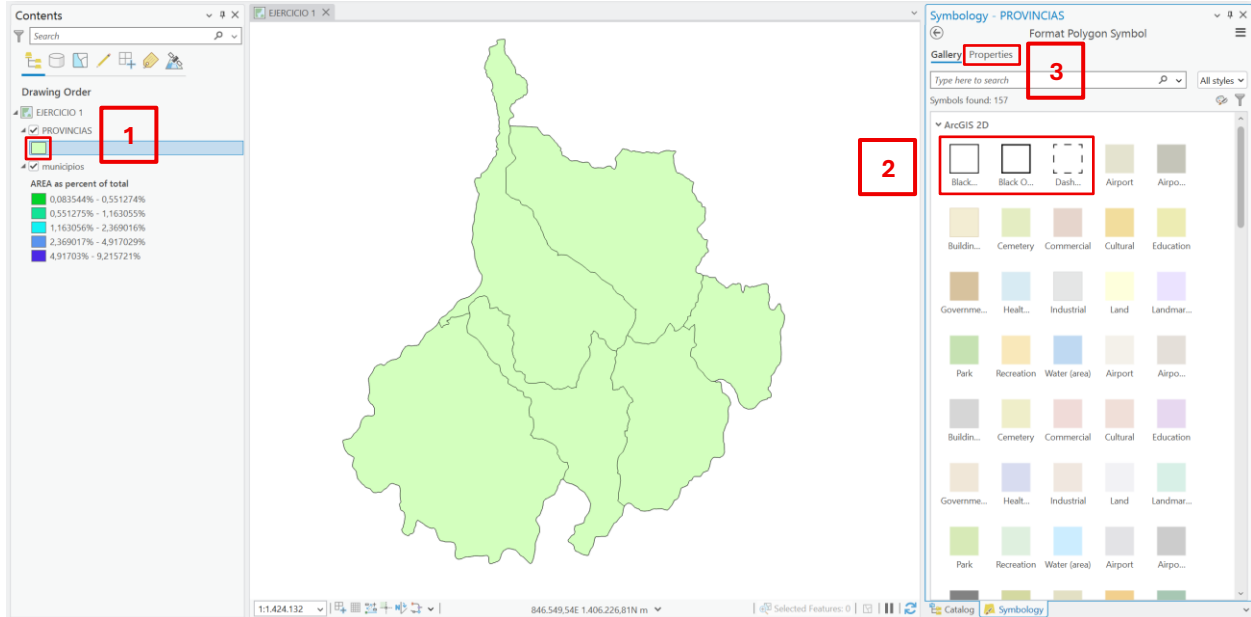 Contents
Search
Drawing Order
EJERCICIO 1
PROVINCIAS
1
municipios
AREA as percent of total
0,083544% - 0,551274%
0,551275% - 1,163055%
1,163056% - 2,369016%
2,369017% - 4,917029%
4,91703% - 9,215721%
EJERCICIO 1
1:1.424.132
846.549,54E 1.406.226,81N m
Selected Features: 0
Symbology - PROVINCIAS
Format Polygon Symbol
Gallery Properties
3
Type here to search
All styles
Symbols found: 157
ArcGIS 2D
2
Black... Black O... Dash... Airport Airpo...
Buildin... Cemetery Commercial Cultural Education
Governme... Healt... Industrial Land Landmar...
Park Recreation Water (area) Airport Airpo...
Buildin... Cemetery Commercial Cultural Education
Governme... Healt... Industrial Land Landmar...
Park Recreation Water (area) Airport Airpo...
Catalog Symbology